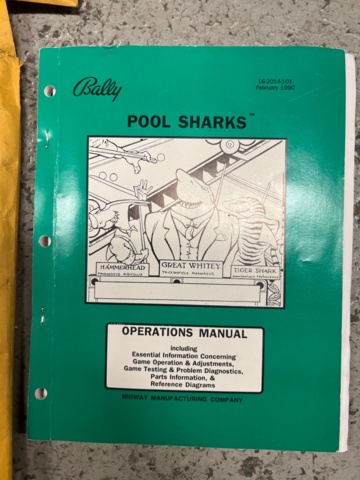 Bally
16-2014-101
February 1990
POOL SHARKS™
HAMMERHEAD
GREAT WHITEY
TIGER SHARK
OPERATIONS MANUAL
including
Essential Information Concerning
Game Operation & Adjustments,
Game Testing & Problem Diagnostics,
Parts Information, &
Reference Diagrams
MIDWAY MANUFACTURING COMPANY